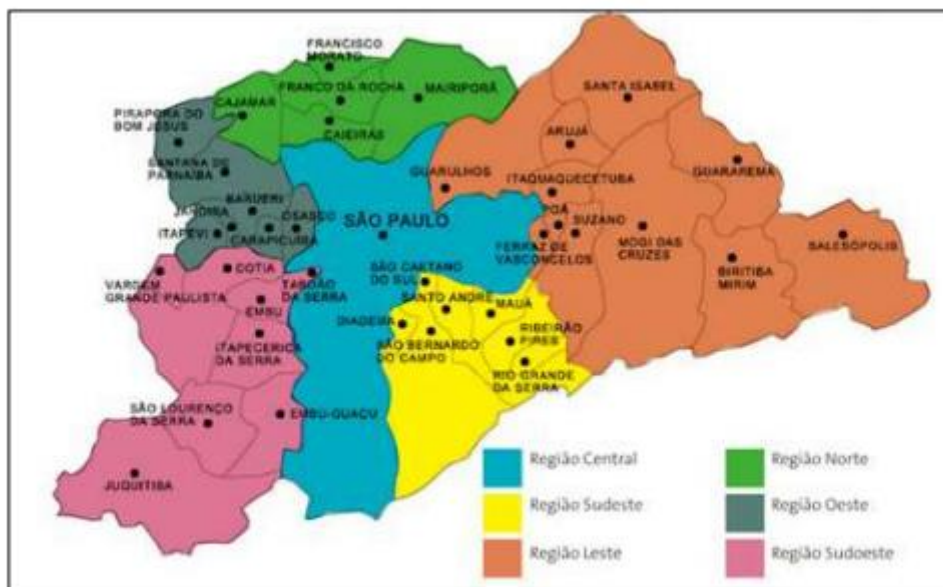 FRANCISCO
MORATO
FRANCO DA ROCHA
MAIRIPORÃ
CAJAMAR
CAIEIRAS
PIRAPORA DO
BOM JESUS
SANTANA DE
PARNAÍBA
BARUERI
JANDIRA
OSASCO
ITAPEVI
CARAPICUÍBA
SANTA ISABEL
ARUJÁ
GUARULHOS
GUARAREMA
ITAQUAQUECETUBA
POÁ
SUZANO
FERRAZ DE
VASCONCELOS
MOGI DAS
CRUZES
BIRITIBA
MIRIM
SALESÓPOLIS
SÃO PAULO
COTIA
VARGEM
GRANDE PAULISTA
TABOÃO
DA SERRA
EMBU
ITAPECERICA
DA SERRA
SÃO LOURENÇO
DA SERRA
EMBU-GUAÇU
JUQUITIBA
SÃO CAETANO
DO SUL
SANTO ANDRÉ
MAUÁ
DIADEMA
SÃO BERNARDO
DO CAMPO
RIBEIRÃO
PIRES
RIO GRANDE
DA SERRA
Região Central
Região Sudeste
Região Leste
Região Norte
Região Oeste
Região Sudoeste